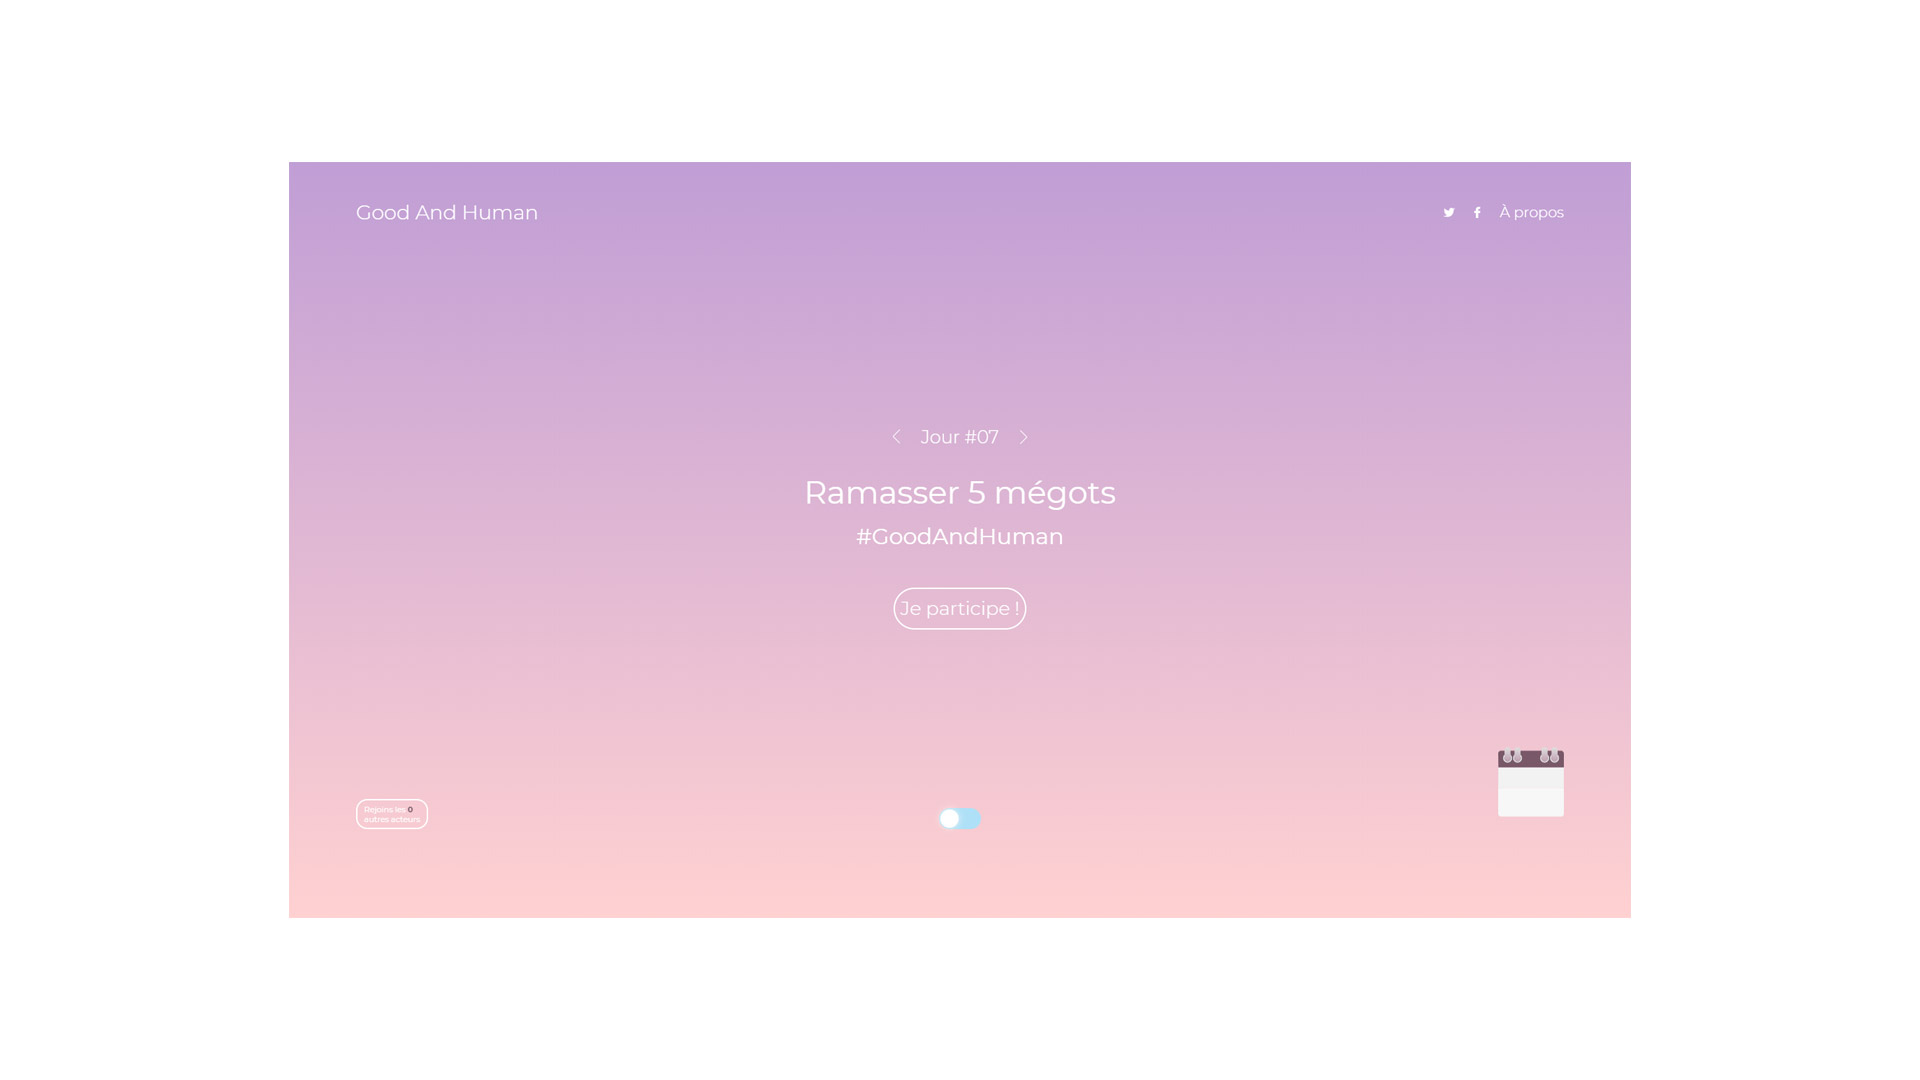 Good And Human
À propos
Jour #07
Ramasser 5 mégots
#GoodAndHuman
Je participe !
Rejoins les 0
autres acteurs